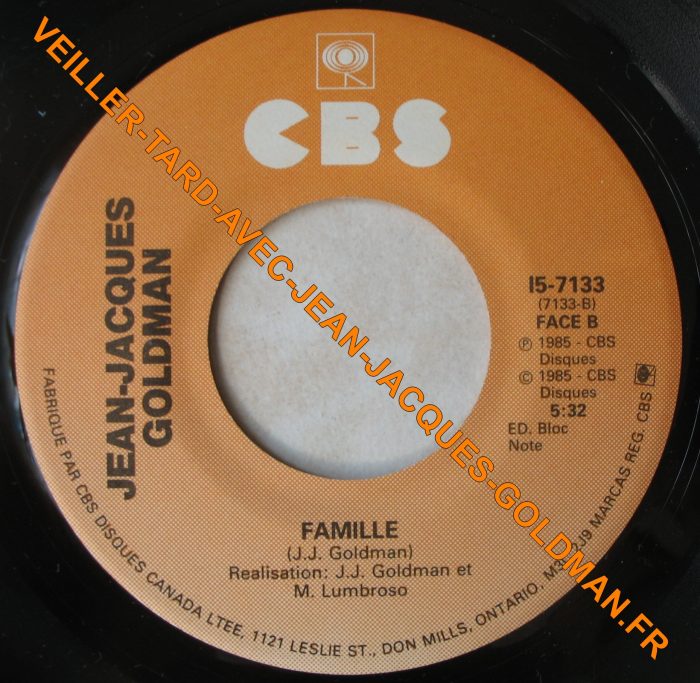 CBS
JEAN-JACQUES
GOLDMAN
I5-7133
(7133-B)
FACE B
Ⓟ 1985 - CBS
Disques
© 1985 - CBS
Disques
5:32
ED. Bloc
Note
FAMILLE
(J.J. Goldman)
Realisation: J.J. Goldman et
M. Lumbroso
FABRIQUE PAR CBS DISQUES CANADA LTEE, 1121 LESLIE ST., DON MILLS, ONTARIO, MARCAS REG. CBS
VEILLER-TARD-AVEC-JEAN-JACQUES-GOLDMAN.FR